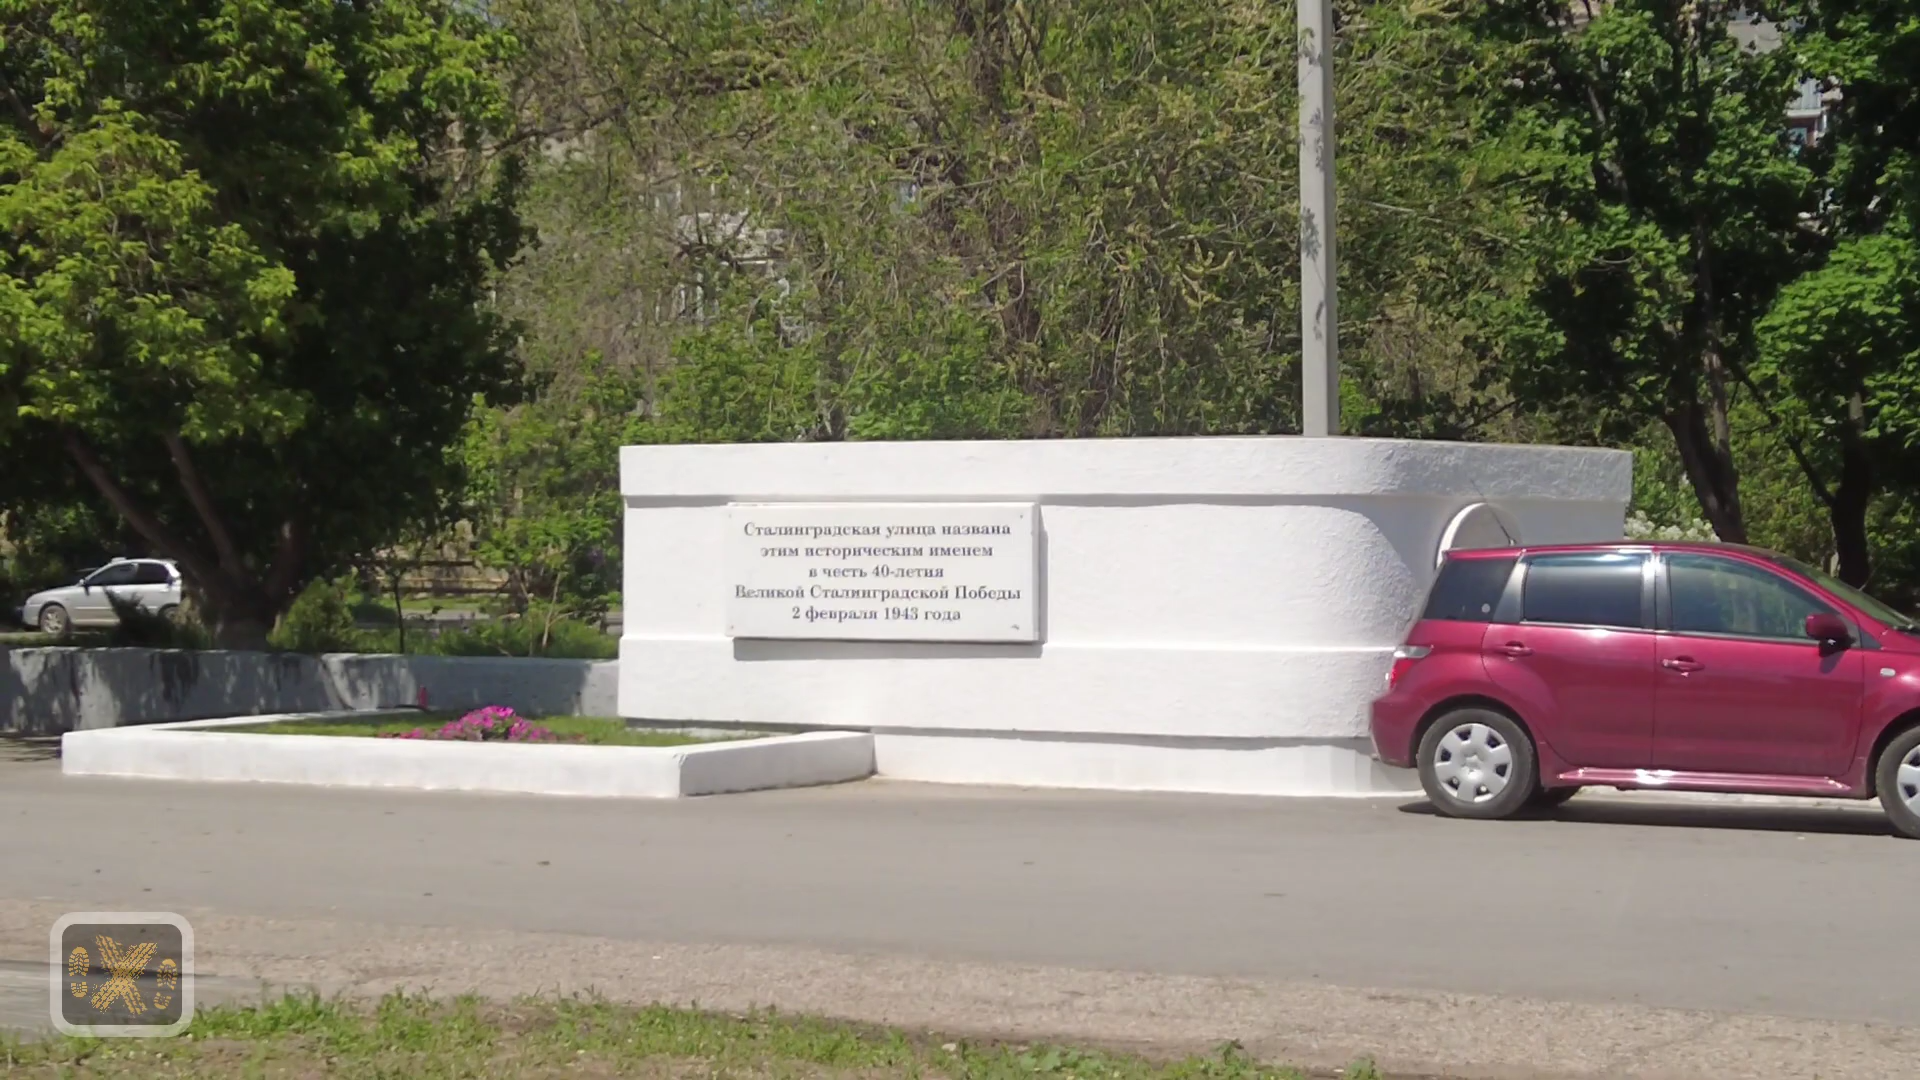 Сталинградская улица названа
этим историческим именем
в честь 40-летия
Великой Сталинградской Победы
2 февраля 1943 года